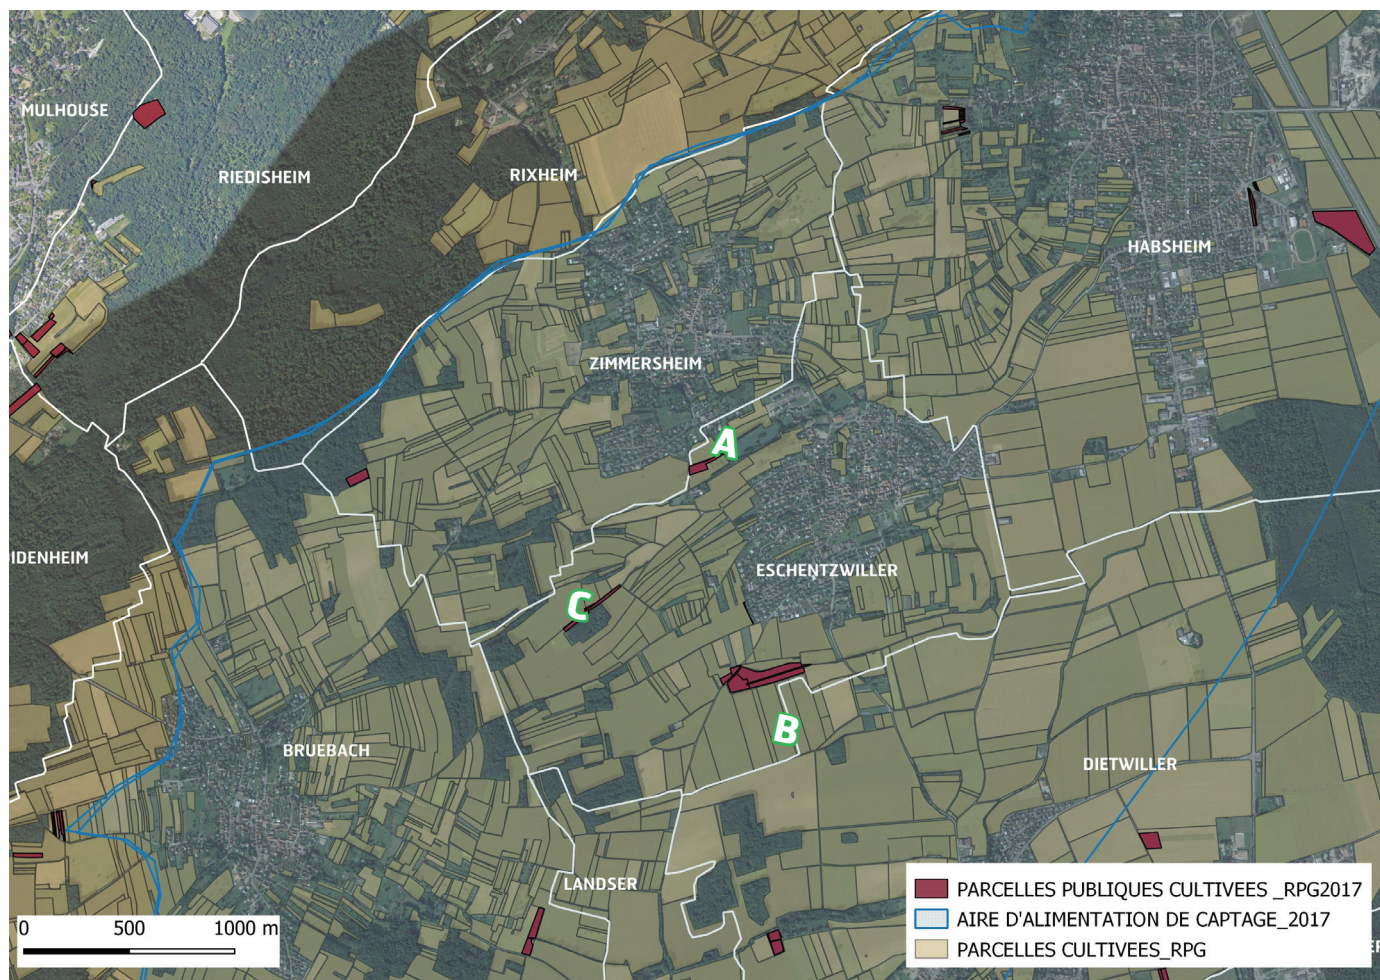 MULHOUSE
RIEDISHEIM
RIXHEIM
HABSHEIM
ZIMMERSHEIM
A
IDENHEIM
ESCHENTZWILLER
C
B
BRUEBACH
DIETWILLER
LANDSER
PARCELLES PUBLIQUES CULTIVEES _RPG2017
AIRE D'ALIMENTATION DE CAPTAGE_2017
PARCELLES CULTIVEES_RPG
0 500 1000 m